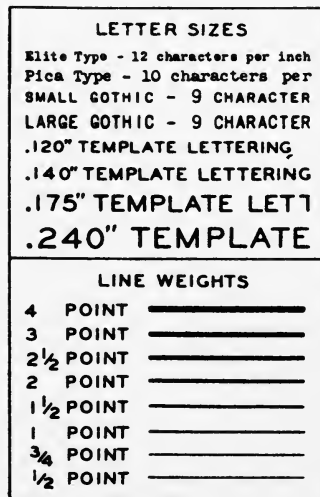 LETTER SIZES
Elite Type - 12 characters per inch
Pica Type - 10 characters per
SMALL GOTHIC - 9 CHARACTER
LARGE GOTHIC - 9 CHARACTER
.120" TEMPLATE LETTERING
.140" TEMPLATE LETTERING
.175" TEMPLATE LETT
.240" TEMPLATE
LINE WEIGHTS
4 POINT
3 POINT
2½ POINT
2 POINT
1½ POINT
1 POINT
¾ POINT
½ POINT